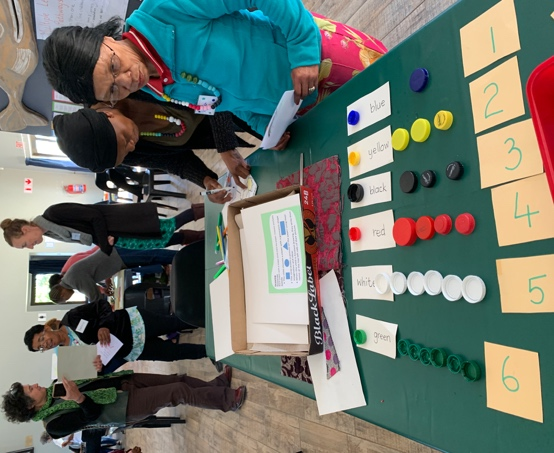 blue
1
yellow
2
black
3
red
4
white
5
green
6
Black Label